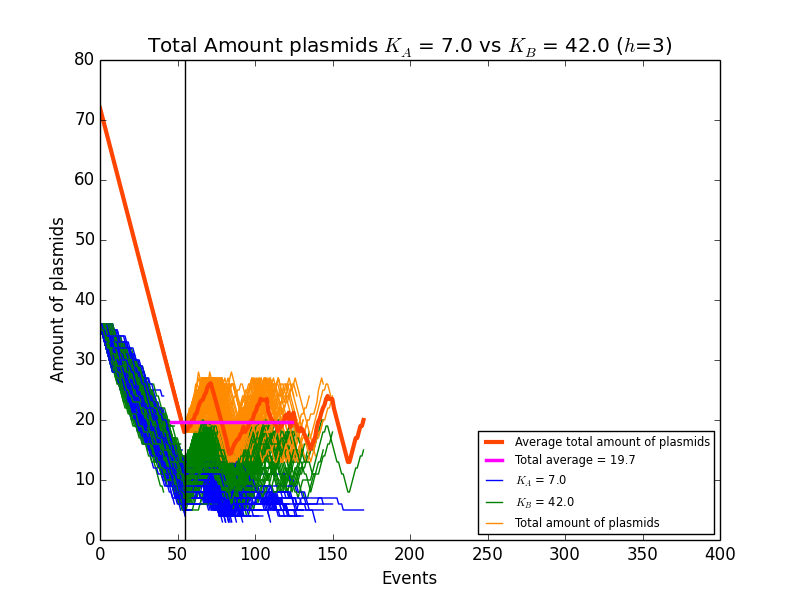 Total Amount plasmids K_A = 7.0 vs K_B = 42.0 (h=3)
80
70
60
50
40
30
20
10
0
Amount of plasmids
Average total amount of plasmids
Total average = 19.7
K_A = 7.0
K_B = 42.0
Total amount of plasmids
0 50 100 150 200 250 300 350 400
Events